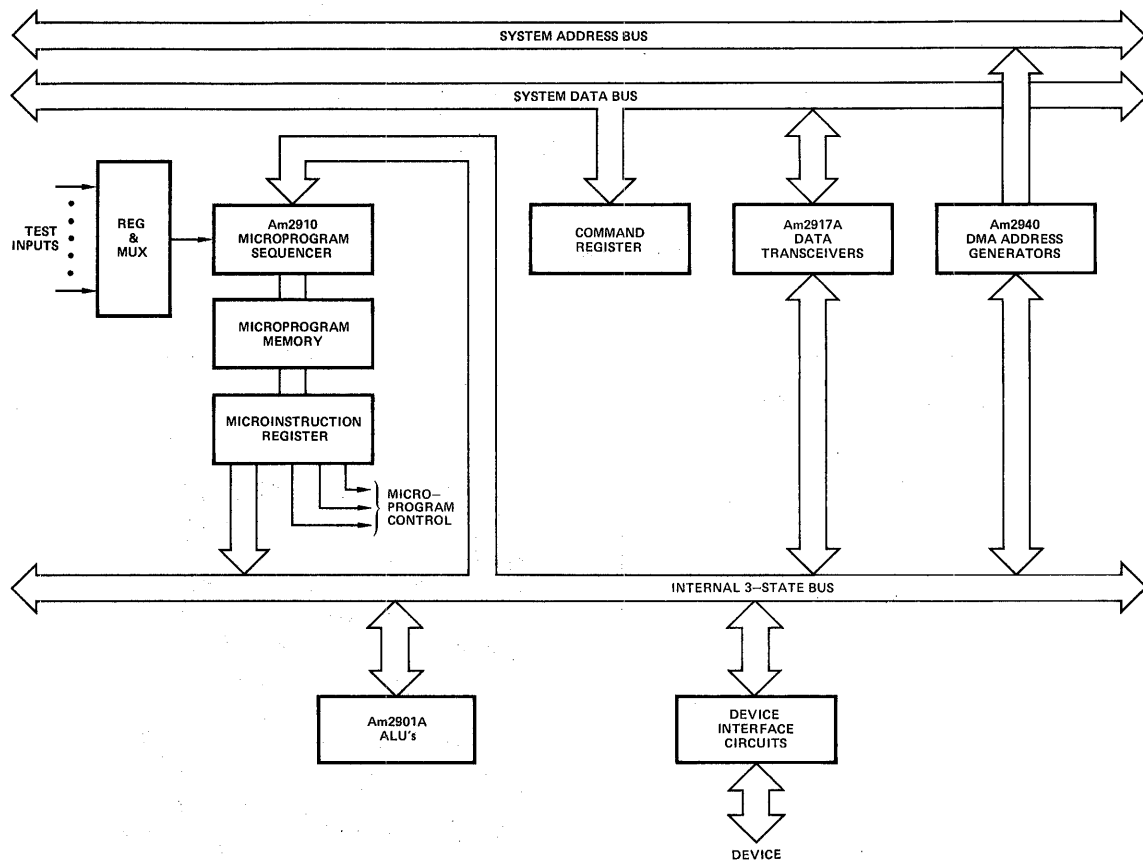 SYSTEM ADDRESS BUS
SYSTEM DATA BUS
TEST
INPUTS
REG
&
MUX
Am2910
MICROPROGRAM
SEQUENCER
COMMAND
REGISTER
Am2917A
DATA
TRANSCEIVERS
Am2940
DMA ADDRESS
GENERATORS
MICROPROGRAM
MEMORY
MICROINSTRUCTION
REGISTER
MICRO–
PROGRAM
CONTROL
INTERNAL 3–STATE BUS
Am2901A
ALU's
DEVICE
INTERFACE
CIRCUITS
DEVICE